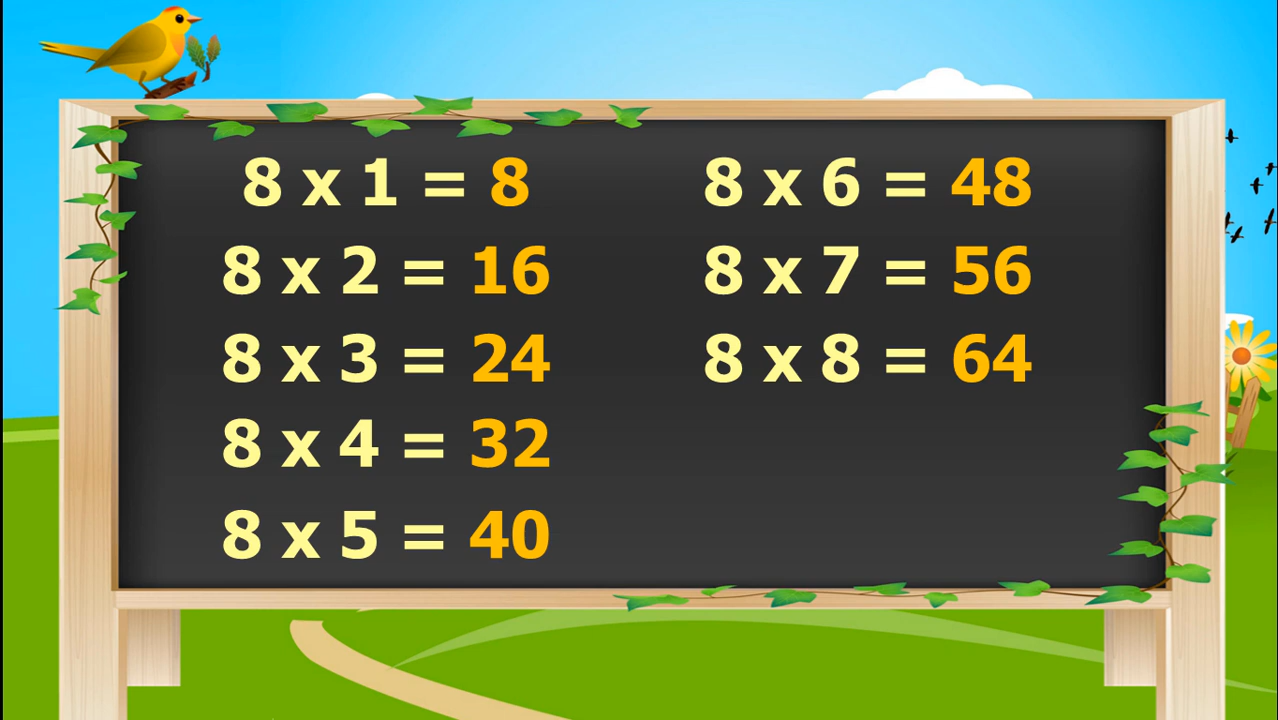 8 x 1 = 8
8 x 2 = 16
8 x 3 = 24
8 x 4 = 32
8 x 5 = 40
8 x 6 = 48
8 x 7 = 56
8 x 8 = 64